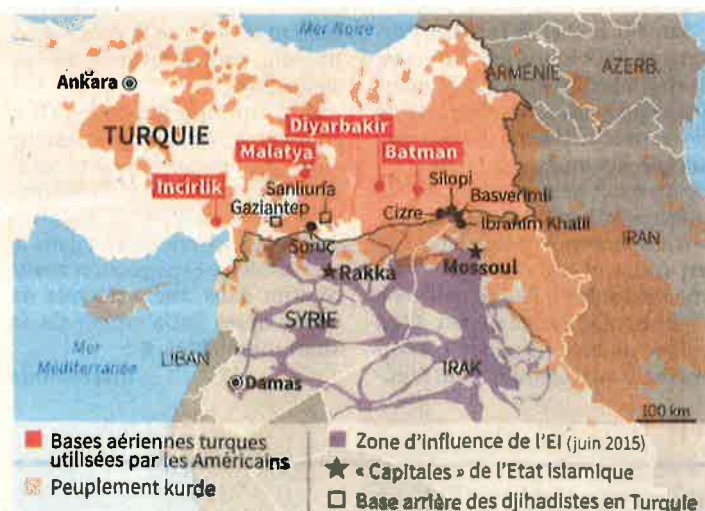 Mer Noire
ARMÉNIE
AZERB.
Ankara
TURQUIE
Diyarbakir
Malatya
Batman
Incirlik
Sanliurfa
Silopi
Gaziantep
Basverimli
Cizre
Ibrahim Khalil
Suruç
IRAN
Rakka
Mossoul
SYRIE
Mer
Méditerranée
LIBAN
IRAK
Damas
100 km
Bases aériennes turques
utilisées par les Américains
Peuplement kurde
Zone d'influence de l'EI (juin 2015)
« Capitales » de l'Etat islamique
Base arrière des djihadistes en Turquie